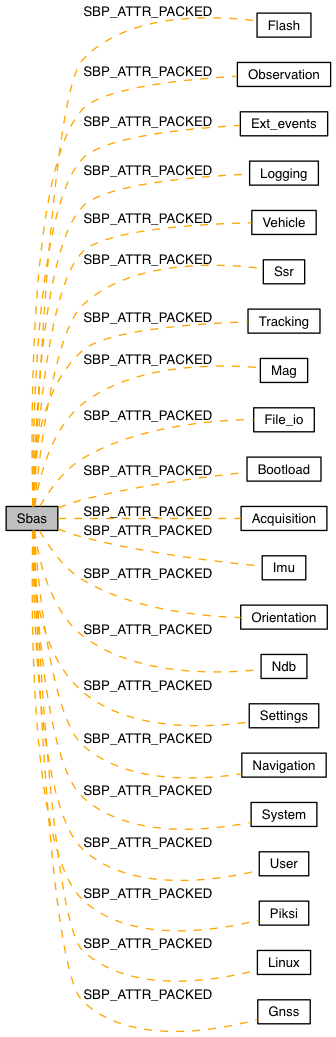 SBP_ATTR_PACKED
Flash
SBP_ATTR_PACKED
Observation
SBP_ATTR_PACKED
Ext_events
SBP_ATTR_PACKED
Logging
SBP_ATTR_PACKED
Vehicle
SBP_ATTR_PACKED
Ssr
SBP_ATTR_PACKED
Tracking
SBP_ATTR_PACKED
Mag
SBP_ATTR_PACKED
File_io
SBP_ATTR_PACKED
Bootload
Sbas
SBP_ATTR_PACKED
Acquisition
SBP_ATTR_PACKED
Imu
SBP_ATTR_PACKED
Orientation
SBP_ATTR_PACKED
Ndb
SBP_ATTR_PACKED
Settings
SBP_ATTR_PACKED
Navigation
SBP_ATTR_PACKED
System
SBP_ATTR_PACKED
User
SBP_ATTR_PACKED
Piksi
SBP_ATTR_PACKED
Linux
SBP_ATTR_PACKED
Gnss